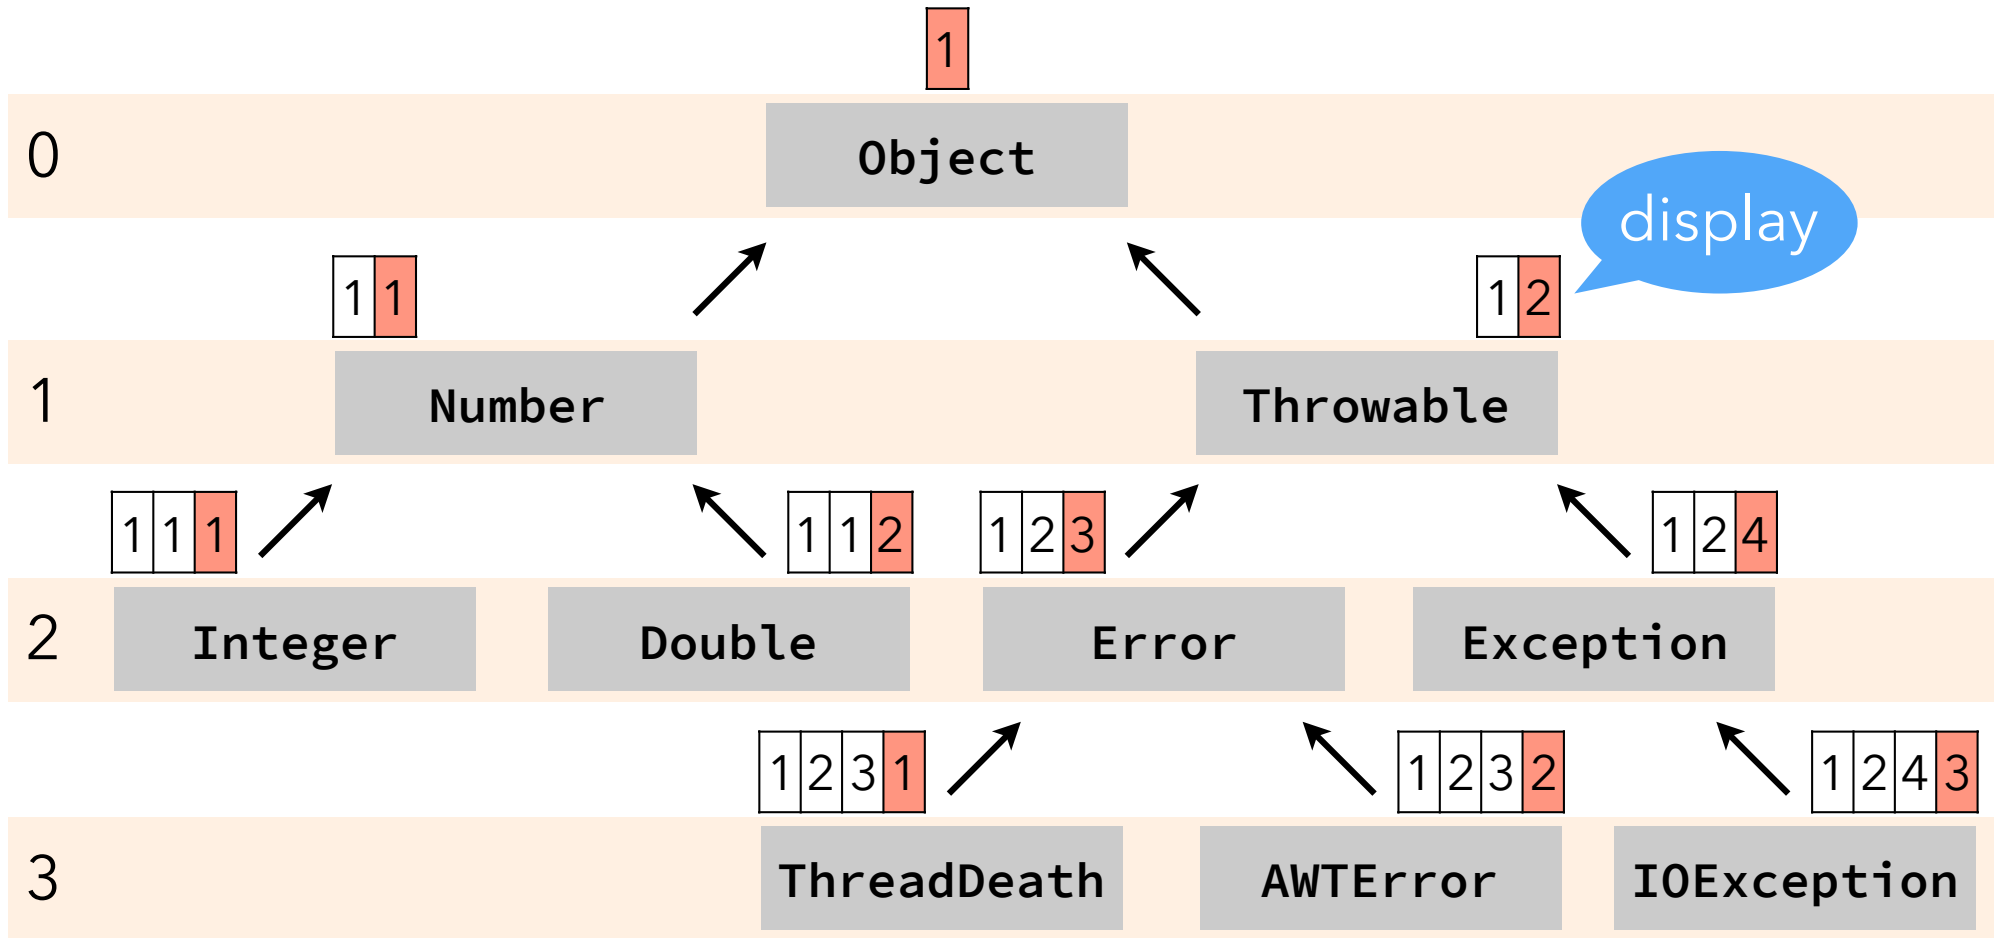 1
0 Object
display
1 1
1 2
1 Number Throwable
1 1 1
1 1 2
1 2 3
1 2 4
2 Integer Double Error Exception
1 2 3 1
1 2 3 2
1 2 4 3
3 ThreadDeath AWTError IOException